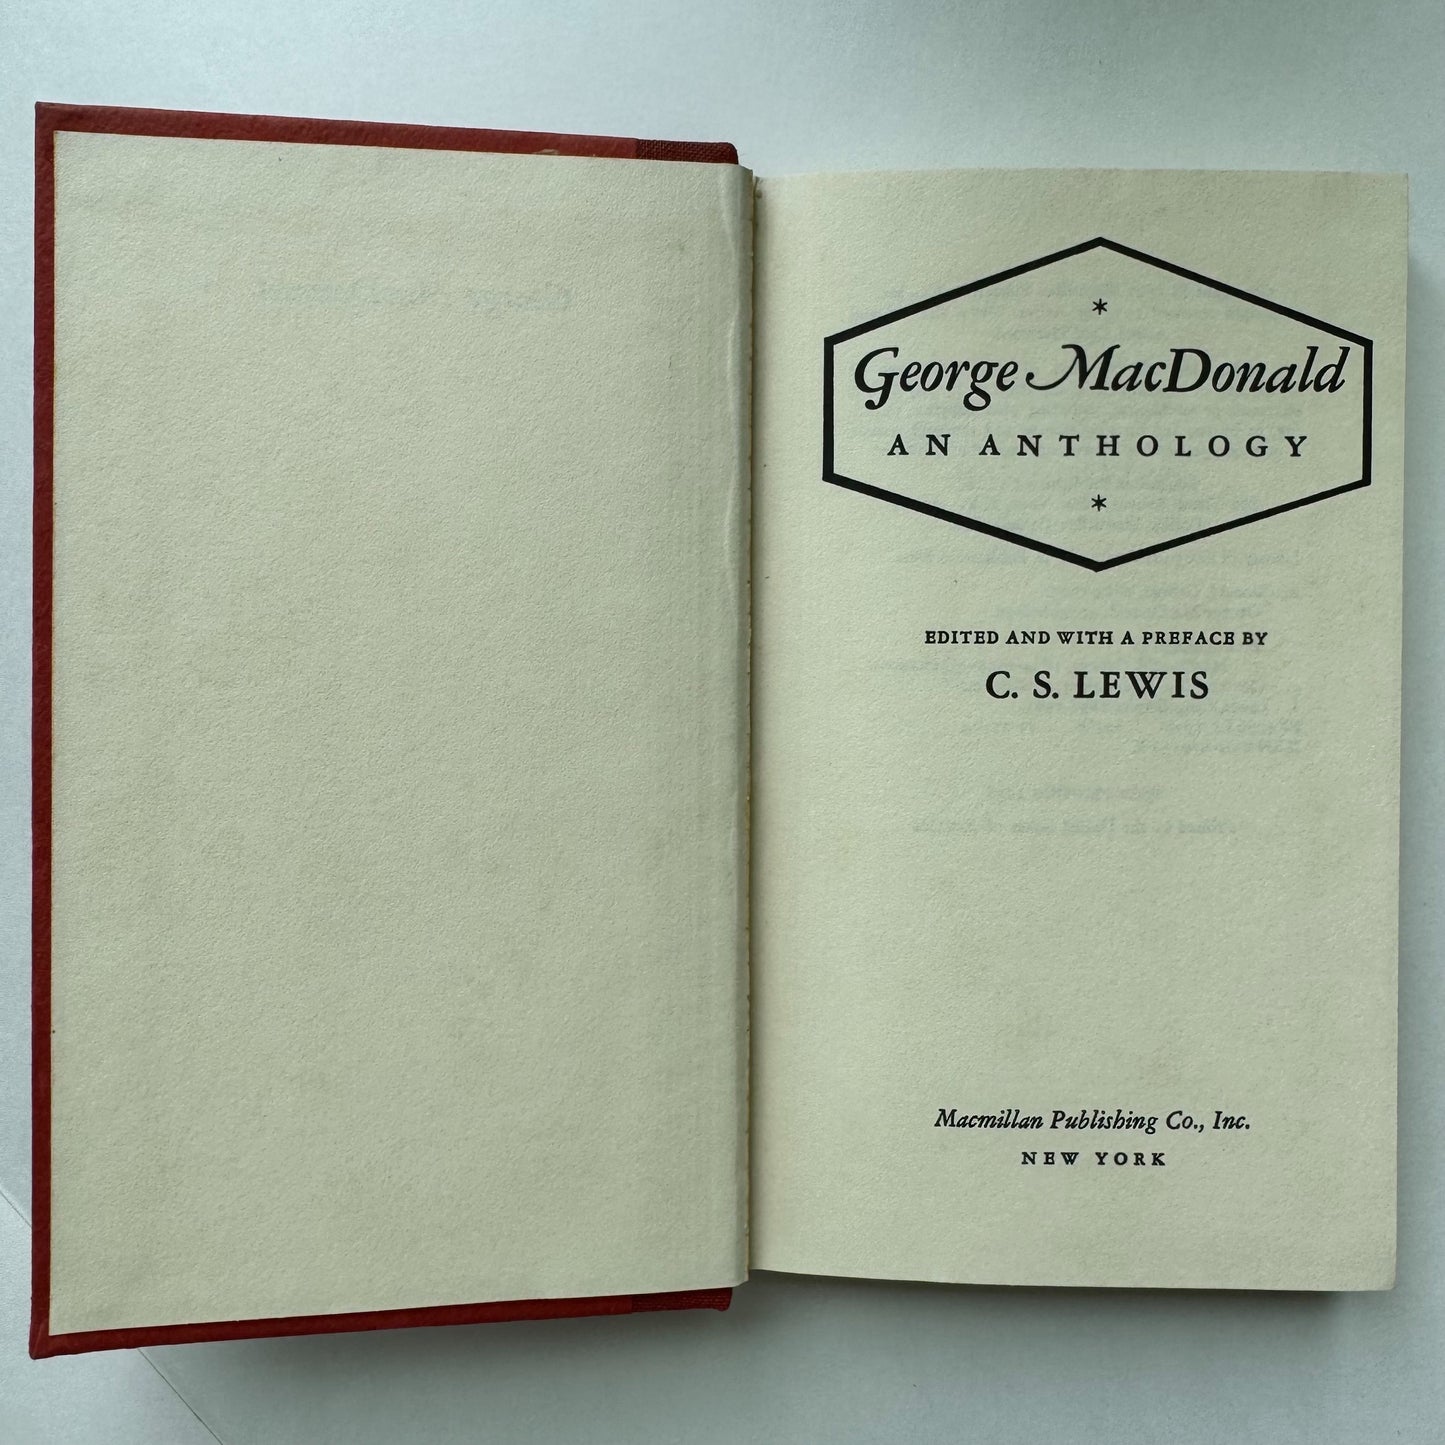 *
George MacDonald
AN ANTHOLOGY
*
EDITED AND WITH A PREFACE BY
C. S. LEWIS
Macmillan Publishing Co., Inc.
NEW YORK